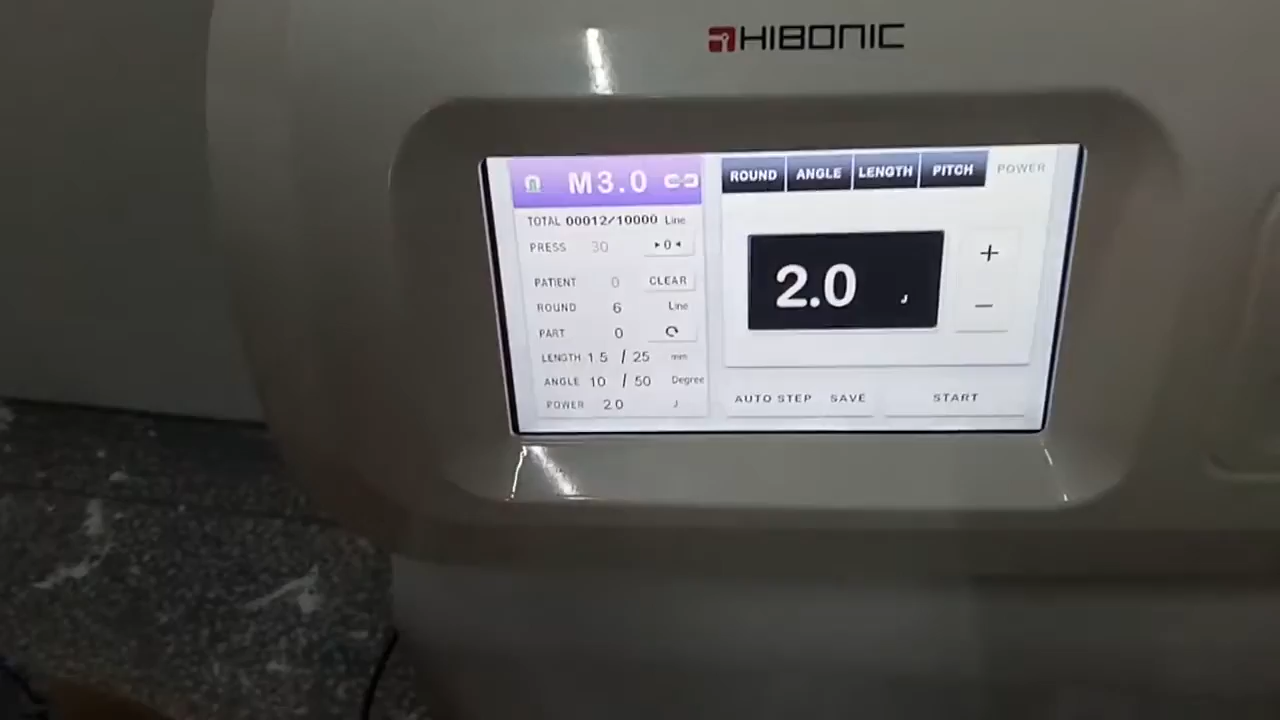 HIBONIC
M3.0
TOTAL 00012/10000 Line
PRESS 30 ▸0◂
PATIENT 0 CLEAR
ROUND 6 Line
PART 0
LENGTH 1.5 / 25 mm
ANGLE 10 / 50 Degree
POWER 2.0 J
ROUND ANGLE LENGTH PITCH POWER
2.0 J
+
−
AUTO STEP SAVE START